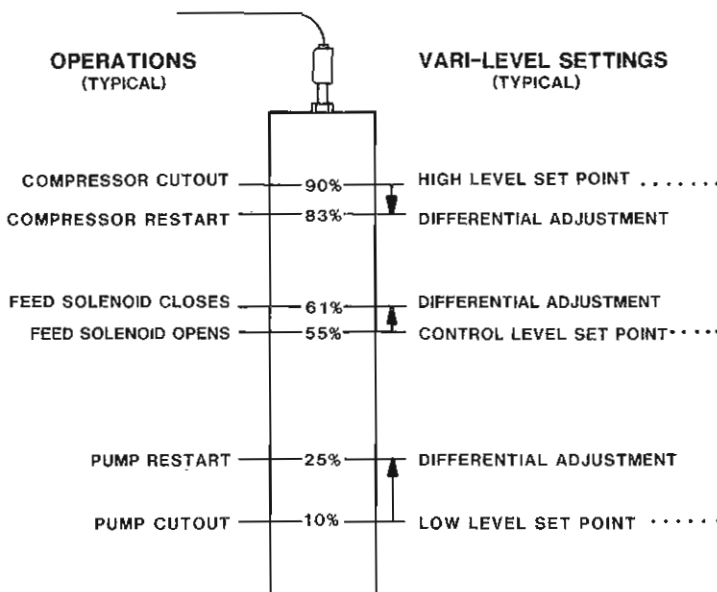 OPERATIONS
(TYPICAL)
VARI-LEVEL SETTINGS
(TYPICAL)
COMPRESSOR CUTOUT 90% HIGH LEVEL SET POINT ......
COMPRESSOR RESTART 83% DIFFERENTIAL ADJUSTMENT
FEED SOLENOID CLOSES 61% DIFFERENTIAL ADJUSTMENT
FEED SOLENOID OPENS 55% CONTROL LEVEL SET POINT .....
PUMP RESTART 25% DIFFERENTIAL ADJUSTMENT
PUMP CUTOUT 10% LOW LEVEL SET POINT .....